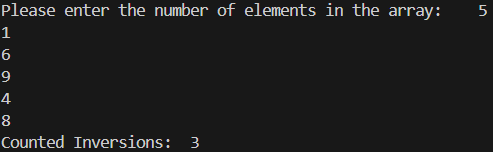 Please enter the number of elements in the array:    5
1
6
9
4
8
Counted Inversions:  3